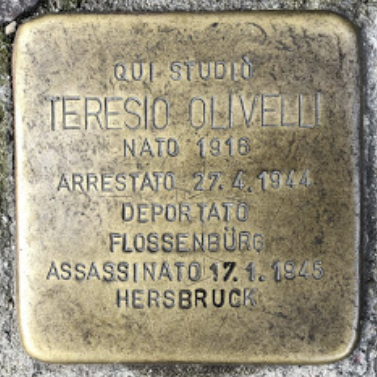 QUI STUDIÒ
TERESIO OLIVELLI
NATO 1916
ARRESTATO 27.4.1944
DEPORTATO
FLOSSENBÜRG
ASSASSINATO 17.1.1945
HERSBRUCK